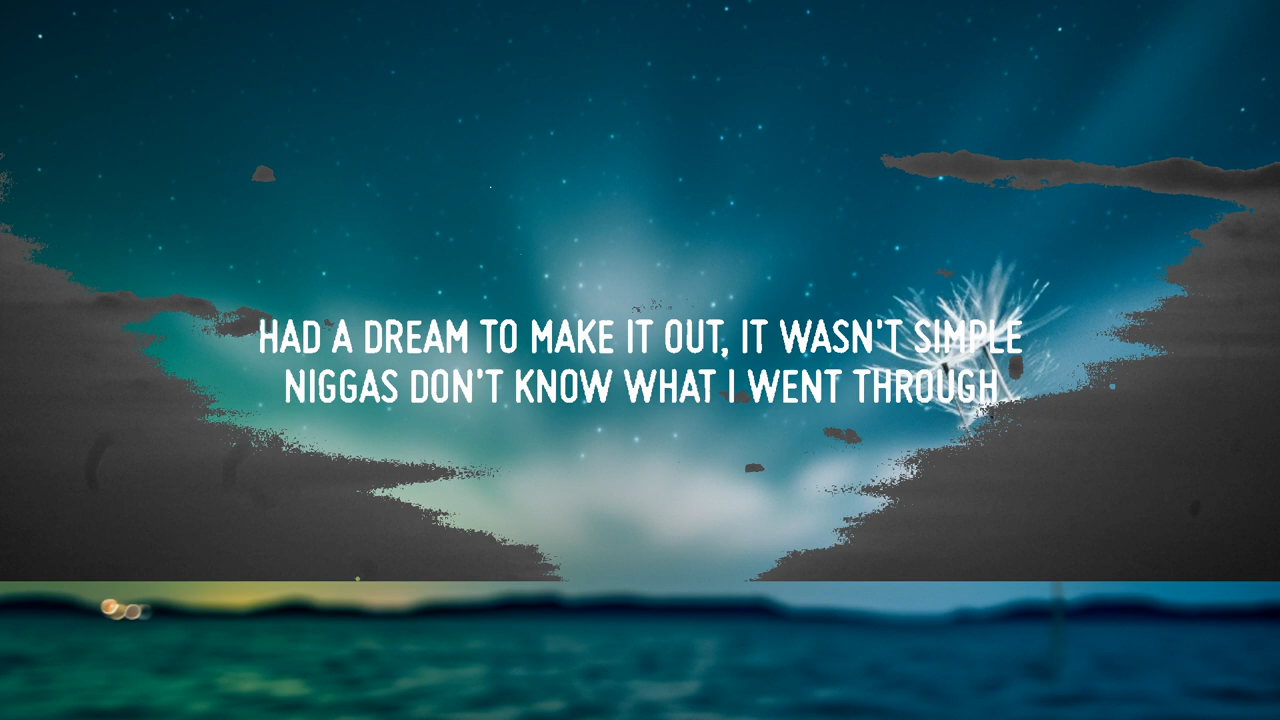 HAD A DREAM TO MAKE IT OUT, IT WASN'T SIMPLE
NIGGAS DON'T KNOW WHAT I WENT THROUGH